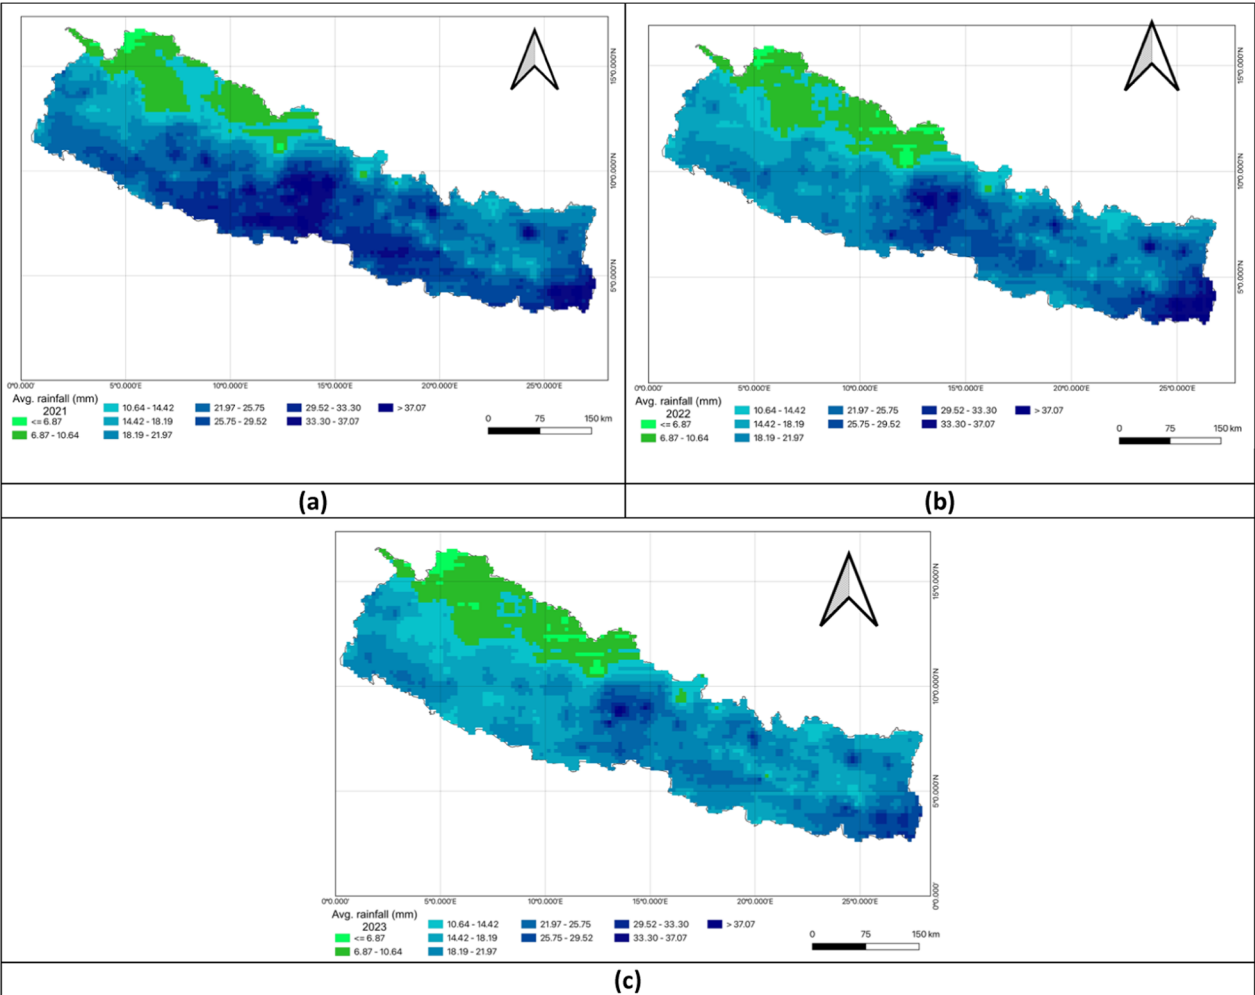 15°0.000'N
10°0.000'N
5°0.000'N
0°0.000' 5°0.000'E 10°0.000'E 15°0.000'E 20°0.000'E 25°0.000'E
Avg. rainfall (mm)
2021
<= 6.87
6.87 - 10.64
10.64 - 14.42
14.42 - 18.19
18.19 - 21.97
21.97 - 25.75
25.75 - 29.52
29.52 - 33.30
33.30 - 37.07
> 37.07
0 75 150 km
(a)
15°0.000'N
10°0.000'N
5°0.000'N
0°0.000' 5°0.000'E 10°0.000'E 15°0.000'E 20°0.000'E 25°0.000'E
Avg. rainfall (mm)
2022
<= 6.87
6.87 - 10.64
10.64 - 14.42
14.42 - 18.19
18.19 - 21.97
21.97 - 25.75
25.75 - 29.52
29.52 - 33.30
33.30 - 37.07
> 37.07
0 75 150 km
(b)
15°0.000'N
10°0.000'N
5°0.000'N
0°0.000'
0°0.000' 5°0.000'E 10°0.000'E 15°0.000'E 20°0.000'E 25°0.000'E
Avg. rainfall (mm)
2023
<= 6.87
6.87 - 10.64
10.64 - 14.42
14.42 - 18.19
18.19 - 21.97
21.97 - 25.75
25.75 - 29.52
29.52 - 33.30
33.30 - 37.07
> 37.07
0 75 150 km
(c)